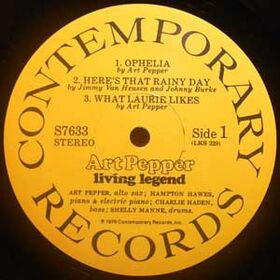 CONTEMPORARY RECORDS
1. OPHELIA
by Art Pepper
2. HERE'S THAT RAINY DAY
by Jimmy Van Heusen and Johnny Burke
3. WHAT LAURIE LIKES
by Art Pepper
S7633
STEREO
Side 1
(LKS 329)
Art Pepper
living legend
ART PEPPER, alto sax; HAMPTON HAWES,
piano & electric piano; CHARLIE HADEN,
bass; SHELLY MANNE, drums.
© 1976 Contemporary Records, Inc.